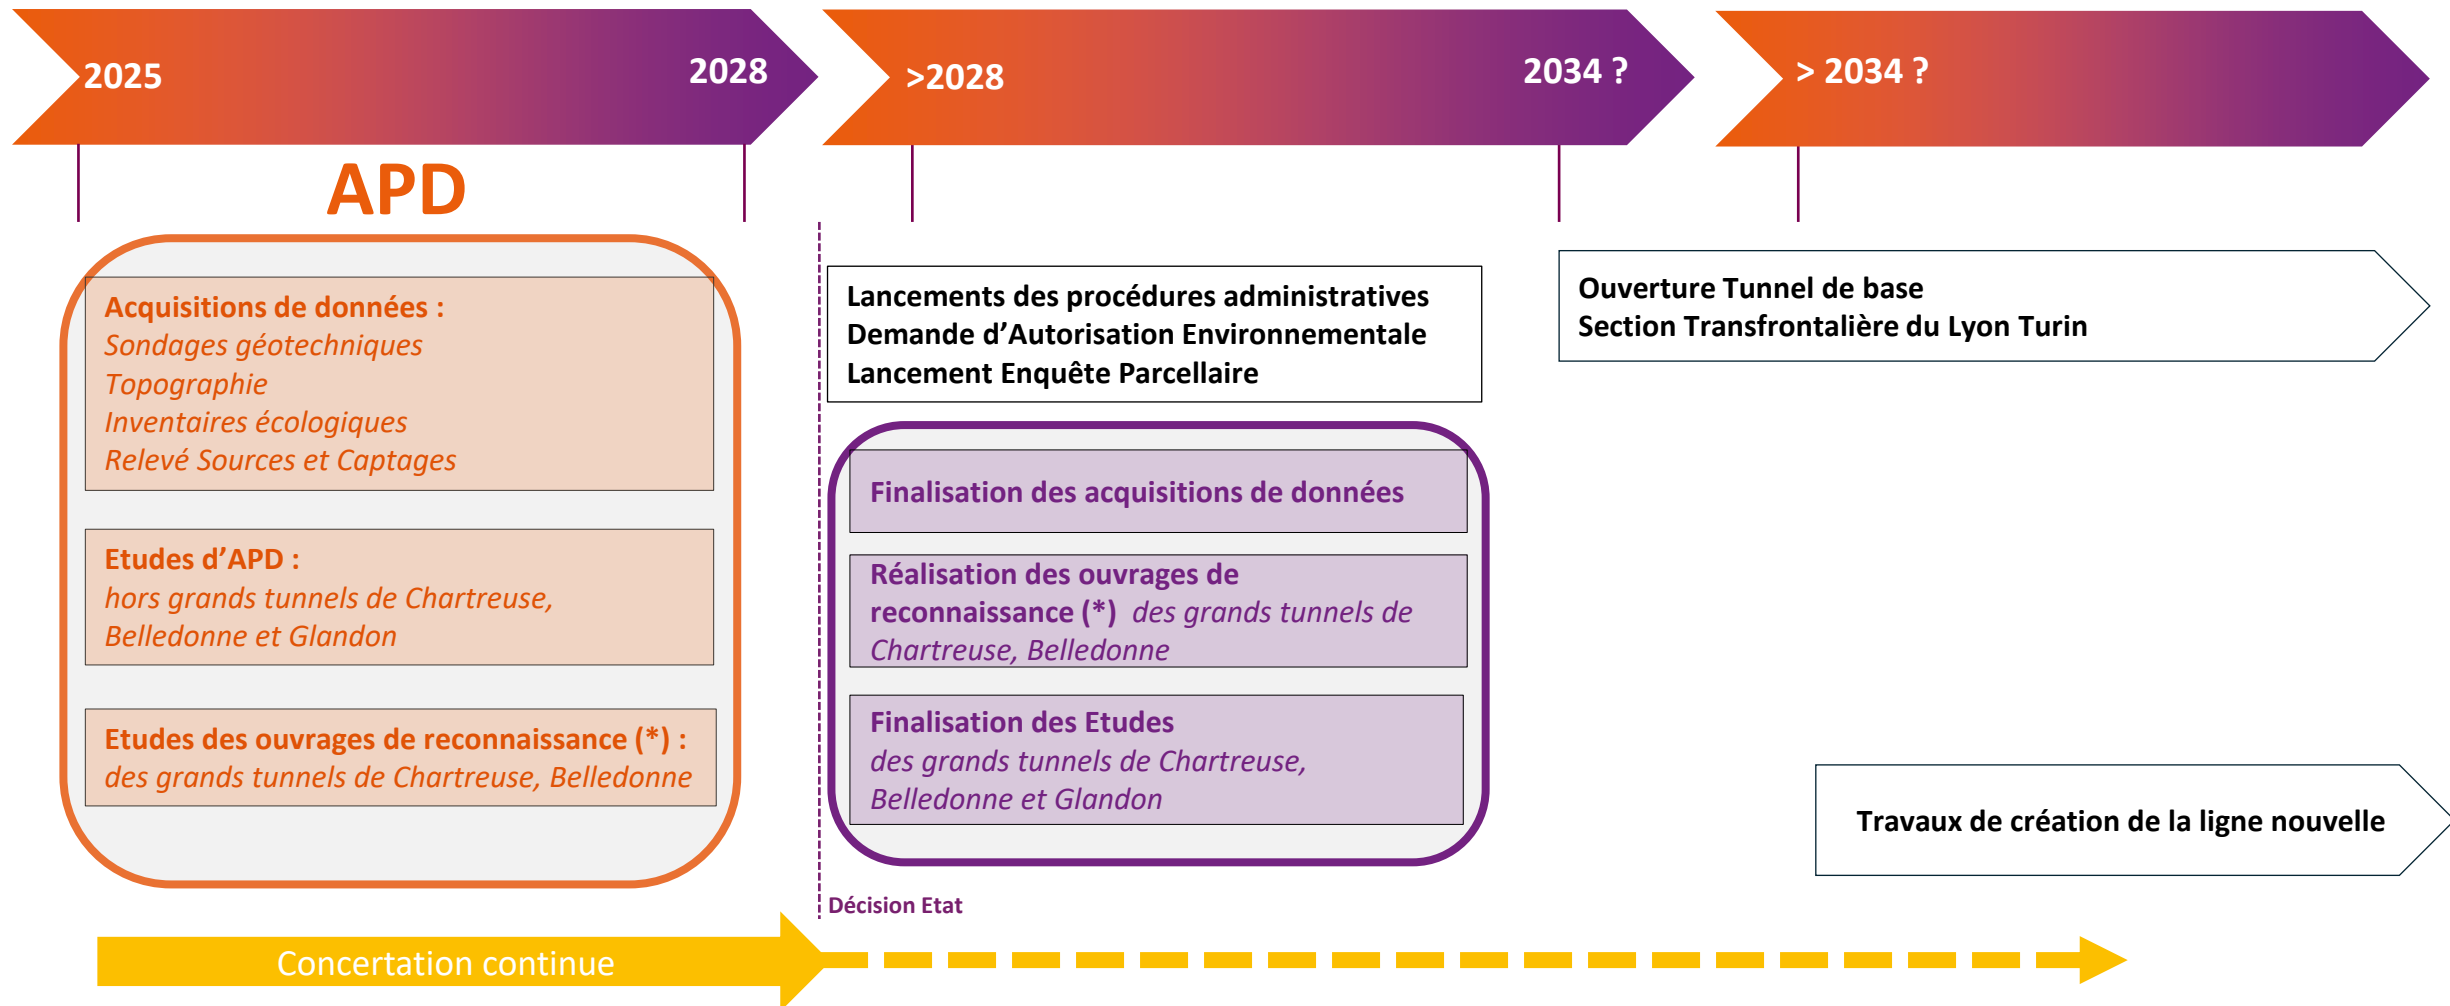 2025
2028
>2028
2034 ?
> 2034 ?
APD
Acquisitions de données :
Sondages géotechniques
Topographie
Inventaires écologiques
Relevé Sources et Captages
Etudes d’APD :
hors grands tunnels de Chartreuse,
Belledonne et Glandon
Etudes des ouvrages de reconnaissance (*) :
des grands tunnels de Chartreuse, Belledonne
Lancements des procédures administratives
Demande d’Autorisation Environnementale
Lancement Enquête Parcellaire
Finalisation des acquisitions de données
Réalisation des ouvrages de
reconnaissance (*) des grands tunnels de
Chartreuse, Belledonne
Finalisation des Etudes
des grands tunnels de Chartreuse,
Belledonne et Glandon
Ouverture Tunnel de base
Section Transfrontalière du Lyon Turin
Travaux de création de la ligne nouvelle
Décision Etat
Concertation continue